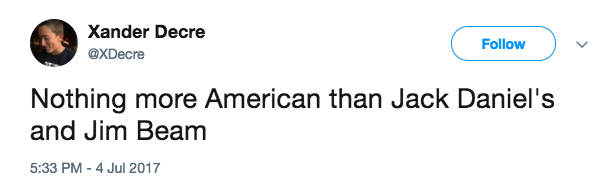 Xander Decre
@XDecre
Follow
Nothing more American than Jack Daniel's
and Jim Beam
5:33 PM - 4 Jul 2017